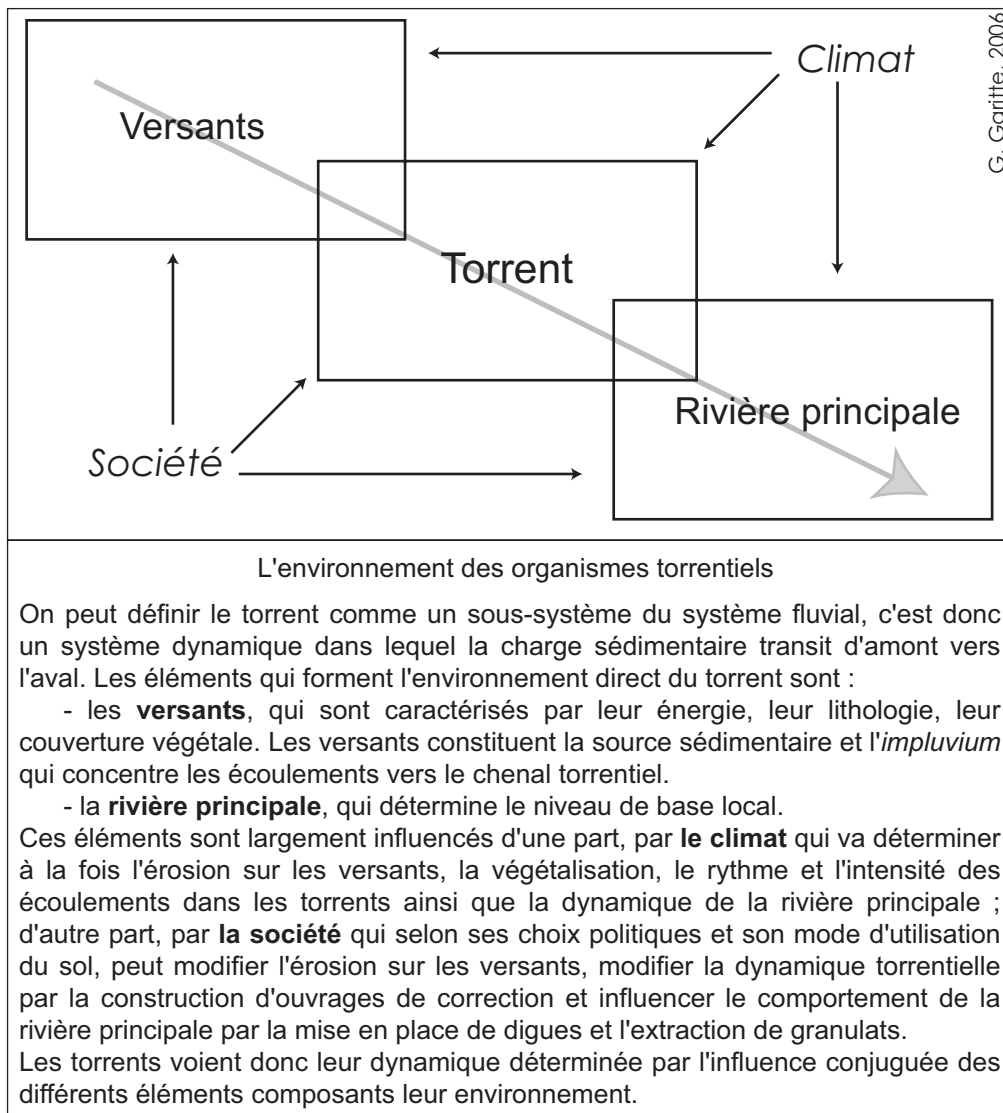 G. Garitte, 2006
Climat
Versants
Torrent
Rivière principale
Société
L'environnement des organismes torrentiels
On peut définir le torrent comme un sous-système du système fluvial, c'est donc
un système dynamique dans lequel la charge sédimentaire transit d'amont vers
l'aval. Les éléments qui forment l'environnement direct du torrent sont :
- les versants, qui sont caractérisés par leur énergie, leur lithologie, leur
couverture végétale. Les versants constituent la source sédimentaire et l'impluvium
qui concentre les écoulements vers le chenal torrentiel.
- la rivière principale, qui détermine le niveau de base local.
Ces éléments sont largement influencés d'une part, par le climat qui va déterminer
à la fois l'érosion sur les versants, la végétalisation, le rythme et l'intensité des
écoulements dans les torrents ainsi que la dynamique de la rivière principale ;
d'autre part, par la société qui selon ses choix politiques et son mode d'utilisation
du sol, peut modifier l'érosion sur les versants, modifier la dynamique torrentielle
par la construction d'ouvrages de correction et influencer le comportement de la
rivière principale par la mise en place de digues et l'extraction de granulats.
Les torrents voient donc leur dynamique déterminée par l'influence conjuguée des
différents éléments composants leur environnement.